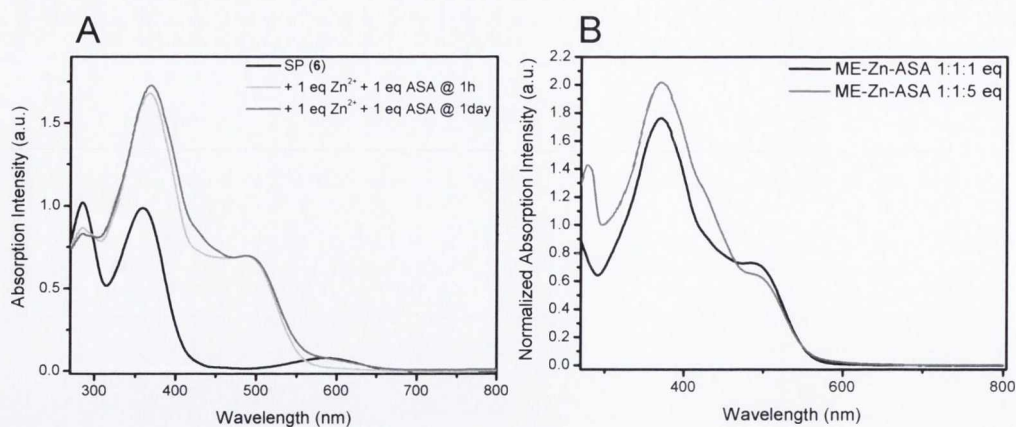 A
SP (6)
+ 1 eq Zn²⁺ + 1 eq ASA @ 1h
+ 1 eq Zn²⁺ + 1 eq ASA @ 1day
Absorption Intensity (a.u.)
1.5
1.0
0.5
0.0
300 400 500 600 700 800
Wavelength (nm)
B
ME-Zn-ASA 1:1:1 eq
ME-Zn-ASA 1:1:5 eq
Normalized Absorption Intensity (a.u.)
2.2
2.0
1.8
1.6
1.4
1.2
1.0
0.8
0.6
0.4
0.2
0.0
400 600 800
Wavelength (nm)